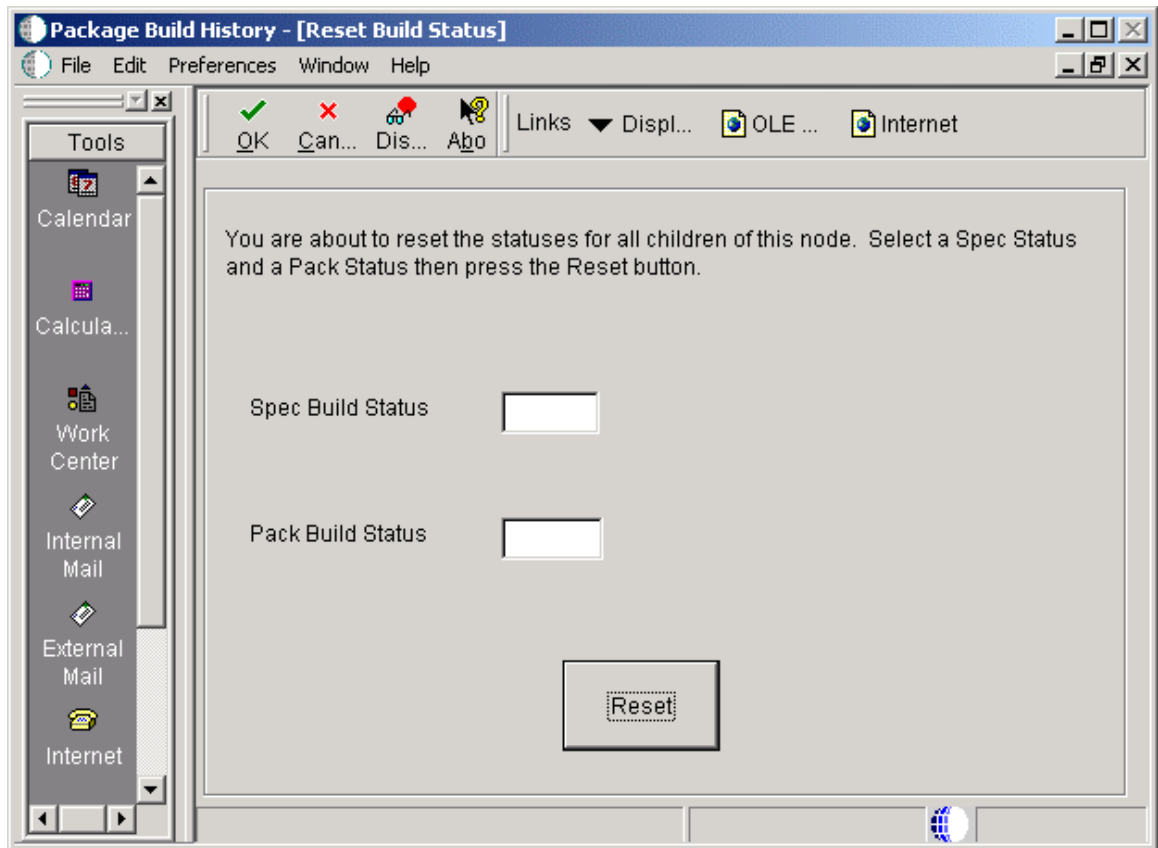 Package Build History - [Reset Build Status]
File Edit Preferences Window Help
Tools
Calendar
Calcula...
Work
Center
Internal
Mail
External
Mail
Internet
OK Can... Dis... Abo Links Displ... OLE ... Internet
You are about to reset the statuses for all children of this node. Select a Spec Status
and a Pack Status then press the Reset button.
Spec Build Status
Pack Build Status
Reset